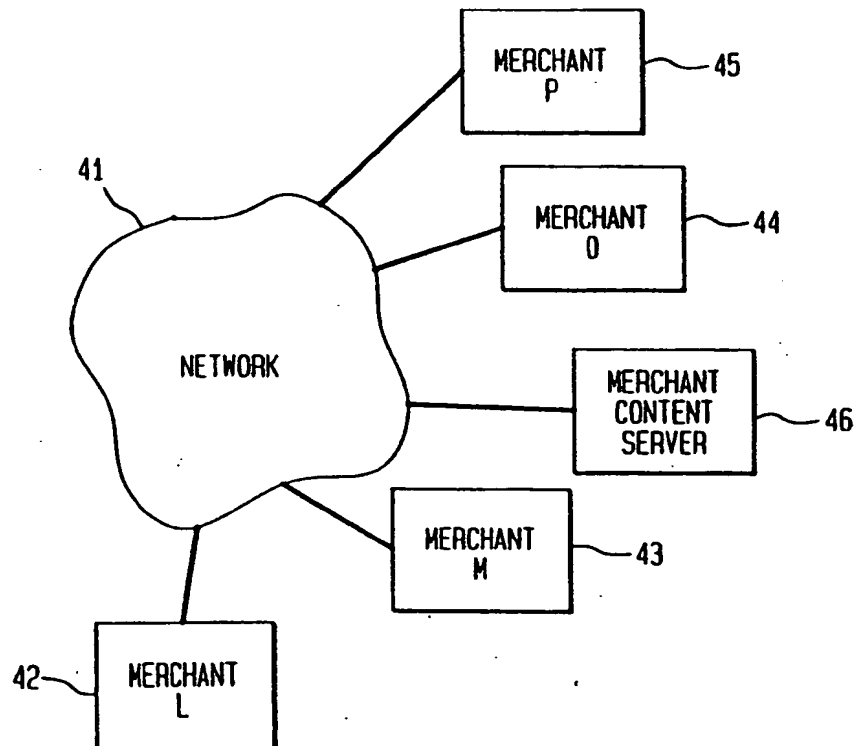 MERCHANT
P
45
41
MERCHANT
O
44
NETWORK
MERCHANT
CONTENT
SERVER
46
MERCHANT
M
43
42
MERCHANT
L